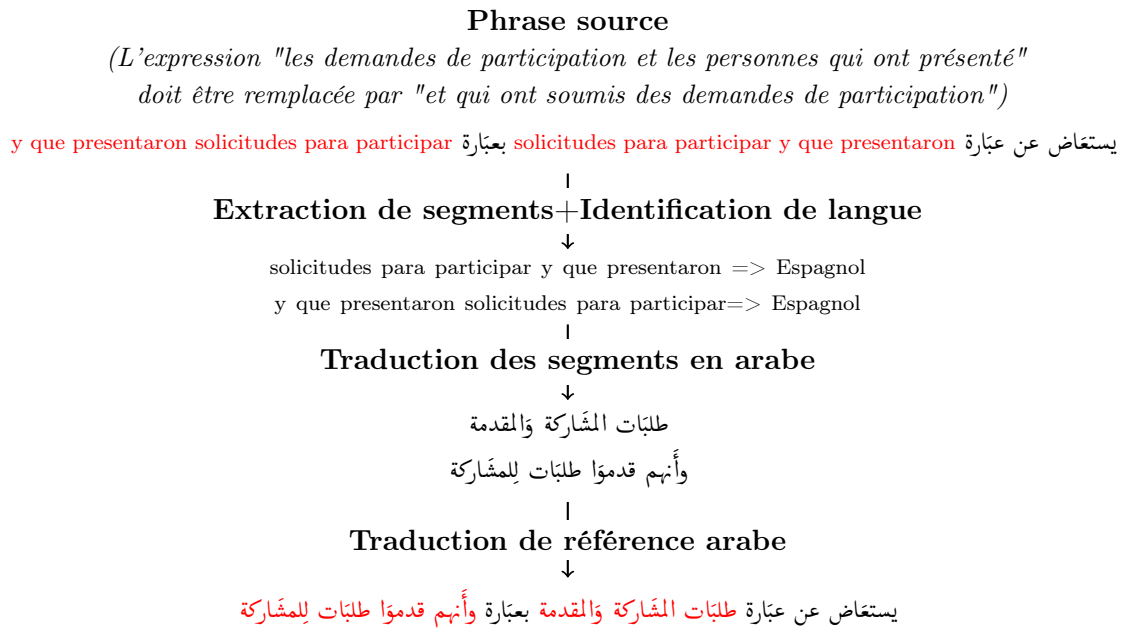 Phrase source
(L'expression "les demandes de participation et les personnes qui ont présenté"
doit être remplacée par "et qui ont soumis des demandes de participation")
يستعَاض عن عبَارة solicitudes para participar y que presentaron بعبَارة y que presentaron solicitudes para participar
Extraction de segments+Identification de langue
solicitudes para participar y que presentaron => Espagnol
y que presentaron solicitudes para participar=> Espagnol
Traduction des segments en arabe
طلبَات المشَاركة وَالمقدمة
وأَنهم قدموَا طلبَات لِلمشَاركة
Traduction de référence arabe
يستعَاض عن عبَارة طلبَات المشَاركة وَالمقدمة بعبَارة وأَنهم قدموَا طلبَات لِلمشَاركة